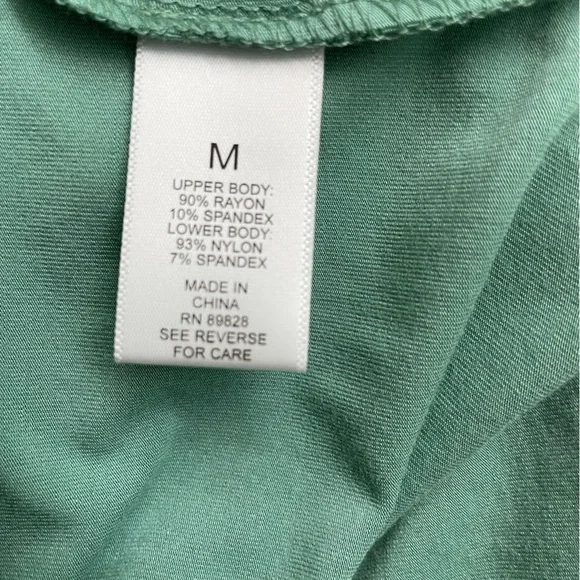 M
UPPER BODY:
90% RAYON
10% SPANDEX
LOWER BODY:
93% NYLON
7% SPANDEX
MADE IN
CHINA
RN 89828
SEE REVERSE
FOR CARE